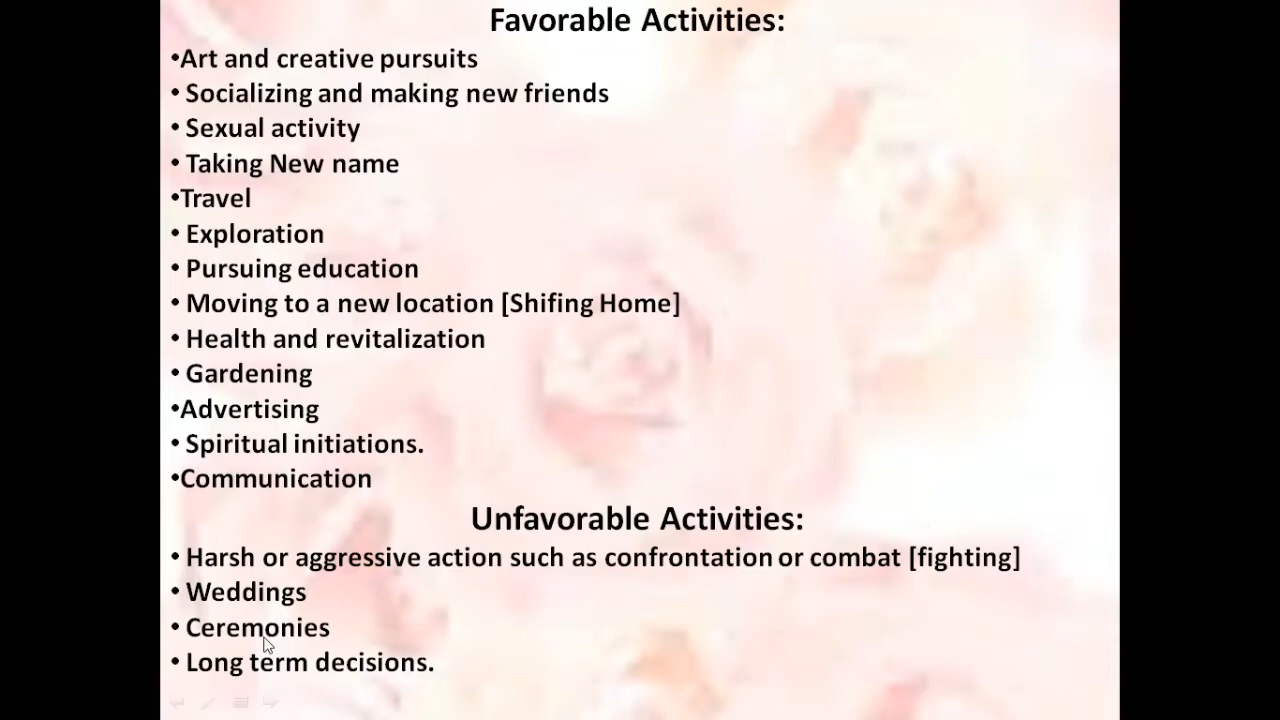 Favorable Activities:
•Art and creative pursuits
• Socializing and making new friends
• Sexual activity
• Taking New name
•Travel
• Exploration
• Pursuing education
• Moving to a new location [Shifing Home]
• Health and revitalization
• Gardening
•Advertising
• Spiritual initiations.
•Communication
Unfavorable Activities:
• Harsh or aggressive action such as confrontation or combat [fighting]
• Weddings
• Ceremonies
• Long term decisions.